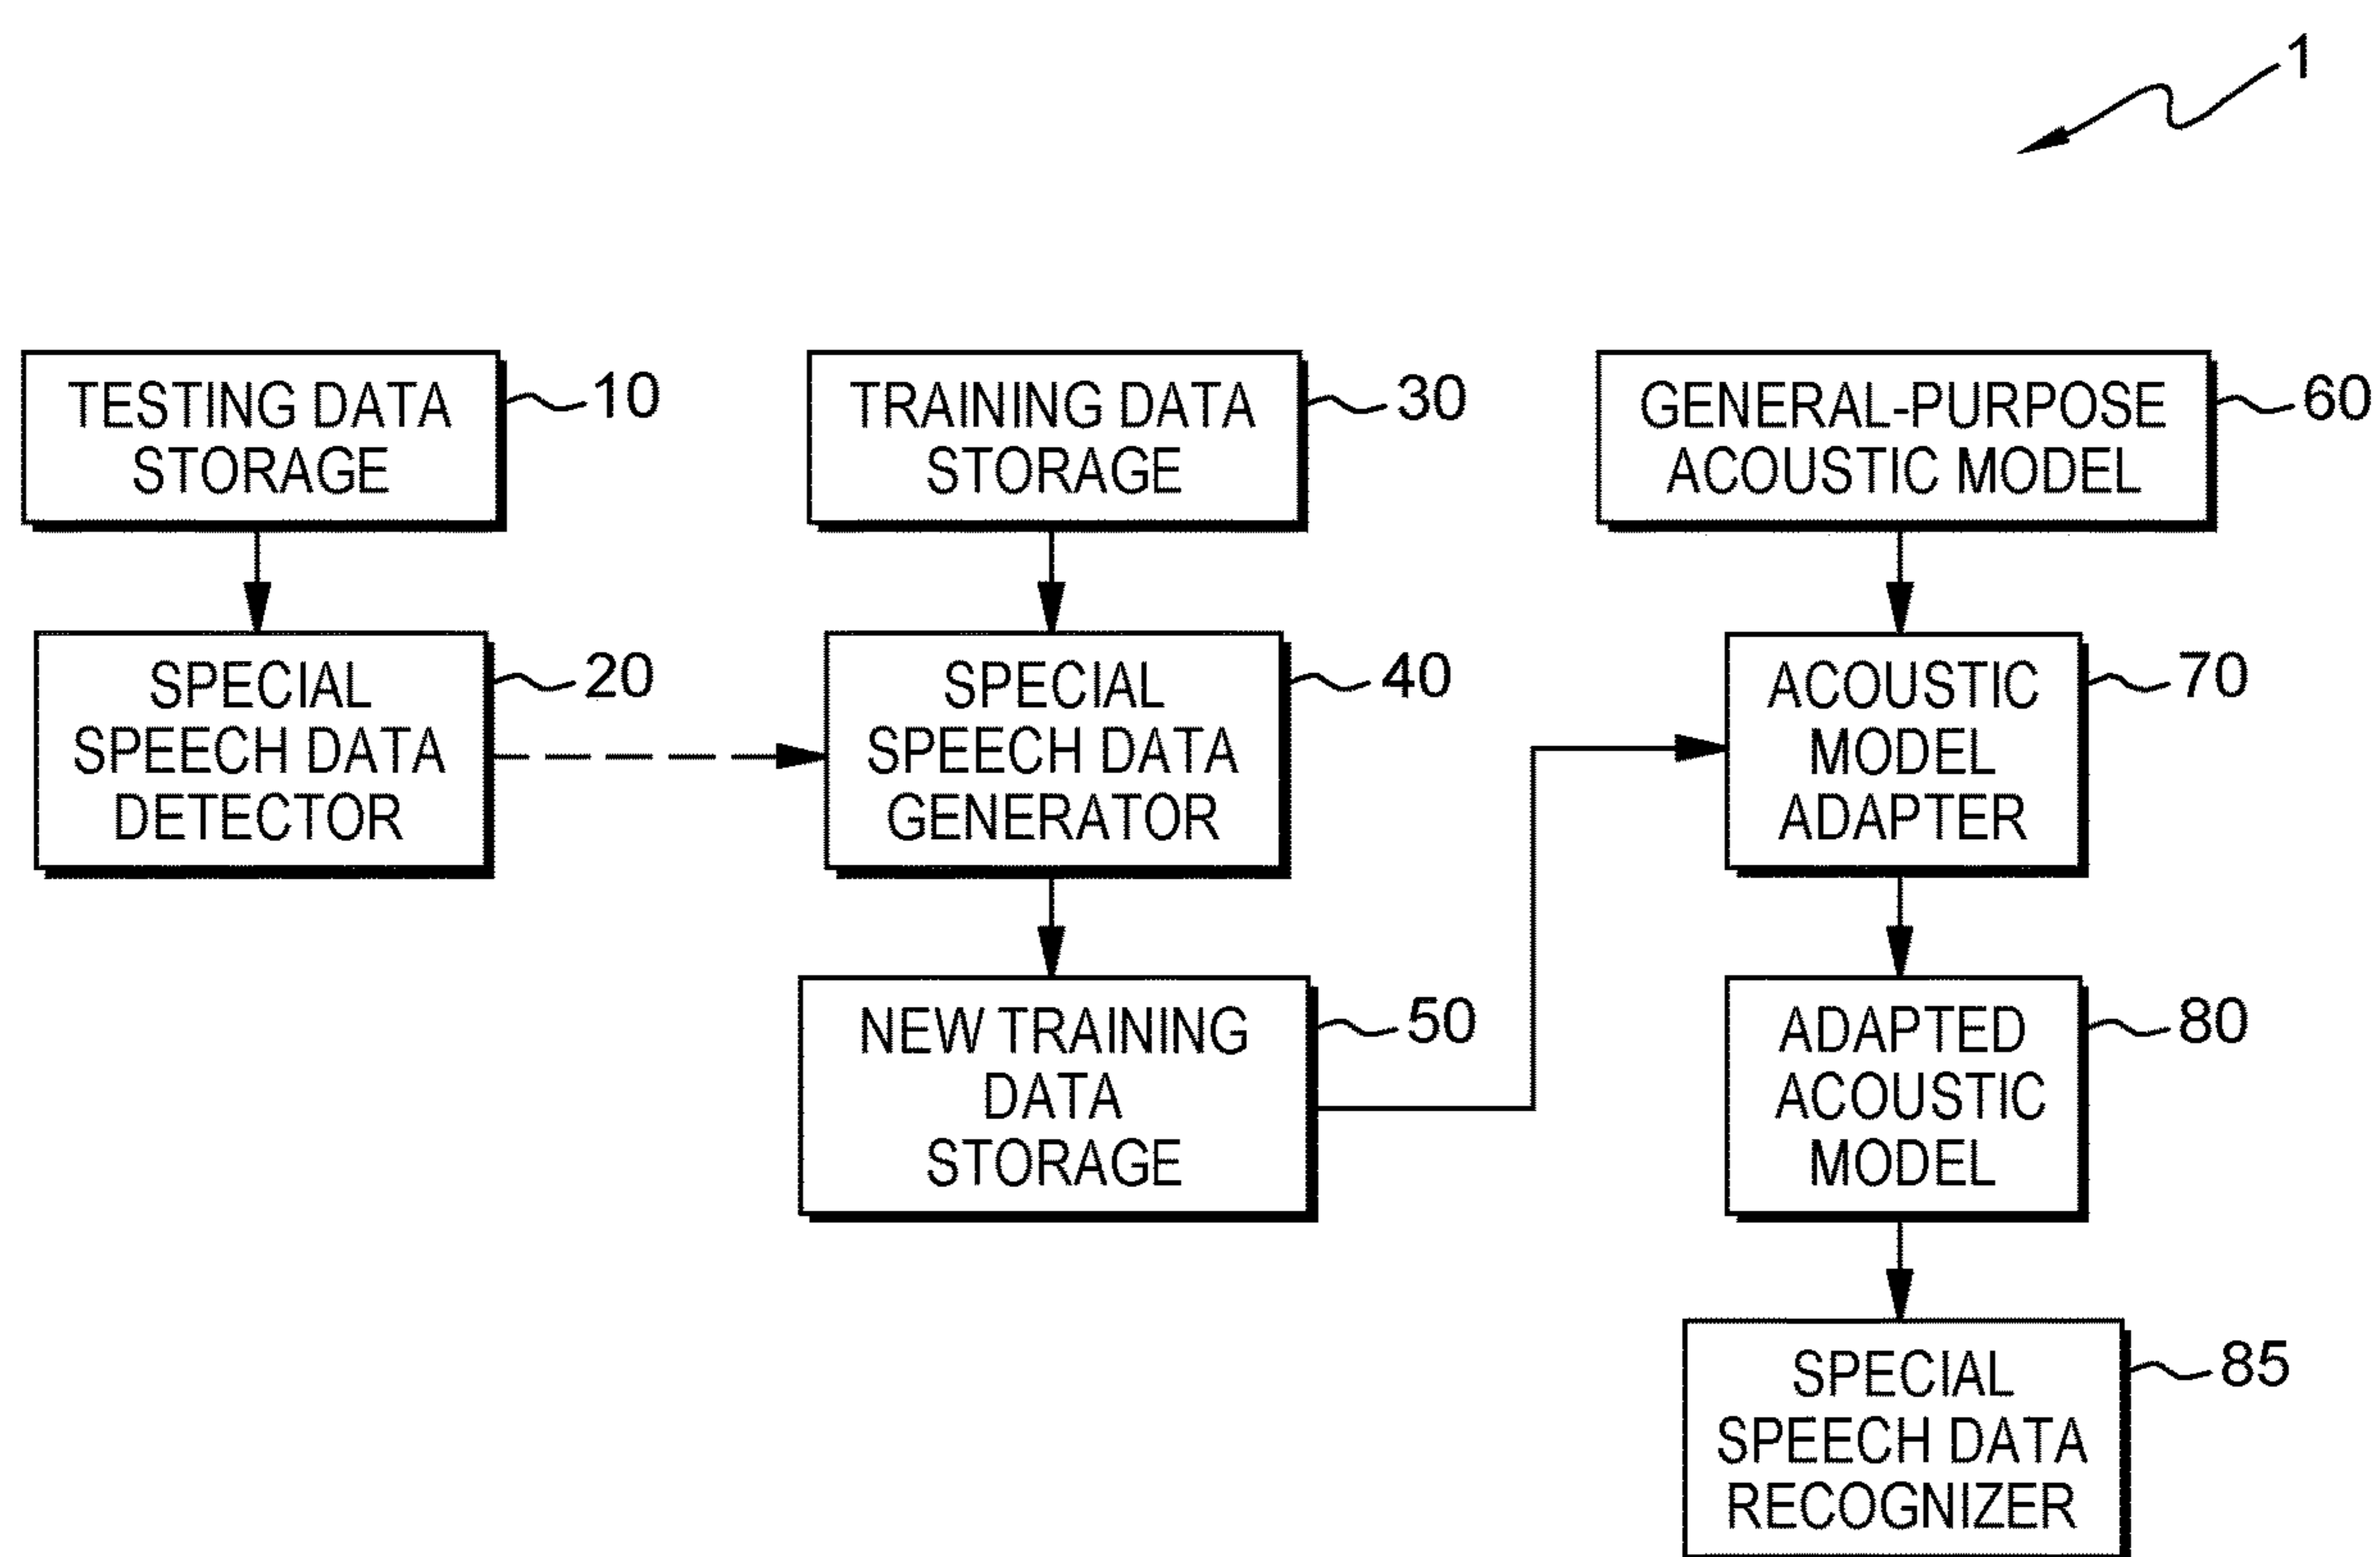 1
TESTING DATA
STORAGE
10
SPECIAL
SPEECH DATA
DETECTOR
20
TRAINING DATA
STORAGE
30
SPECIAL
SPEECH DATA
GENERATOR
40
NEW TRAINING
DATA
STORAGE
50
GENERAL-PURPOSE
ACOUSTIC MODEL
60
ACOUSTIC
MODEL
ADAPTER
70
ADAPTED
ACOUSTIC
MODEL
80
SPECIAL
SPEECH DATA
RECOGNIZER
85